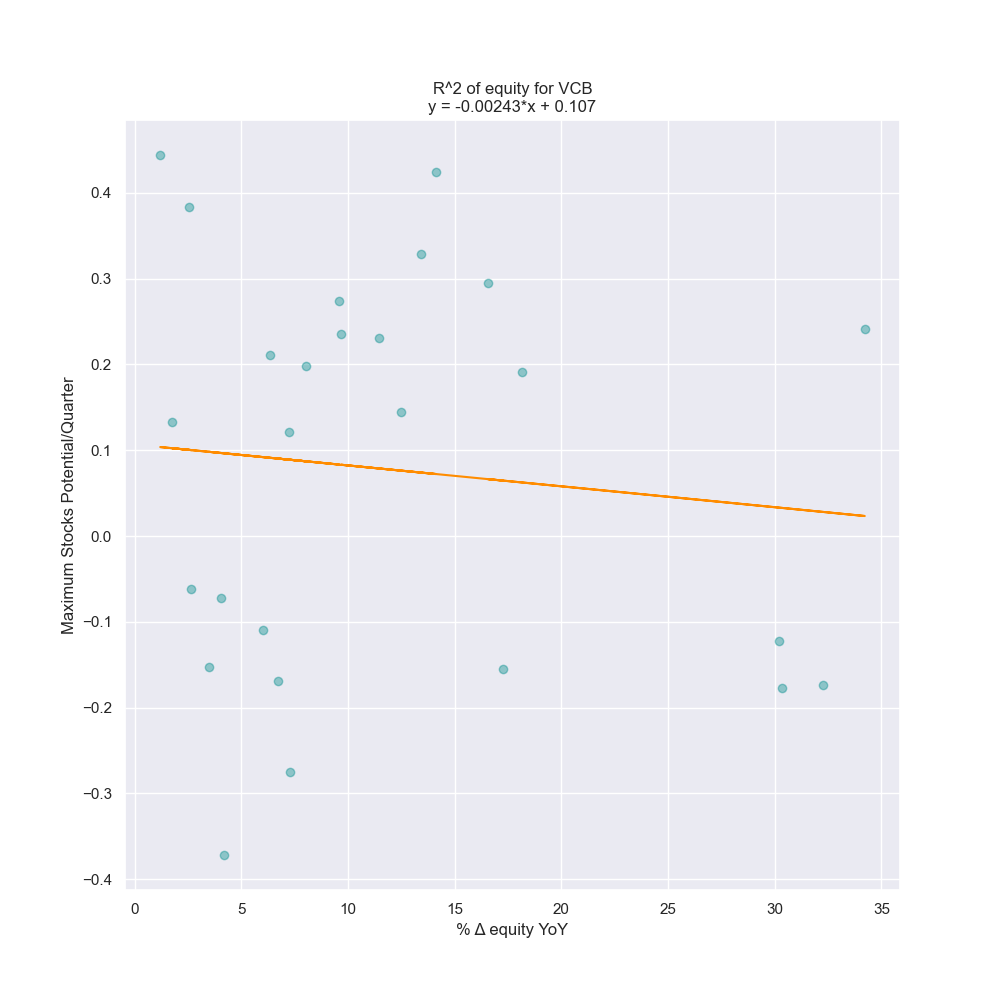 R^2 of equity for VCB
y = -0.00243*x + 0.107
Maximum Stocks Potential/Quarter
0.4
0.3
0.2
0.1
0.0
−0.1
−0.2
−0.3
−0.4
0 5 10 15 20 25 30 35
% Δ equity YoY